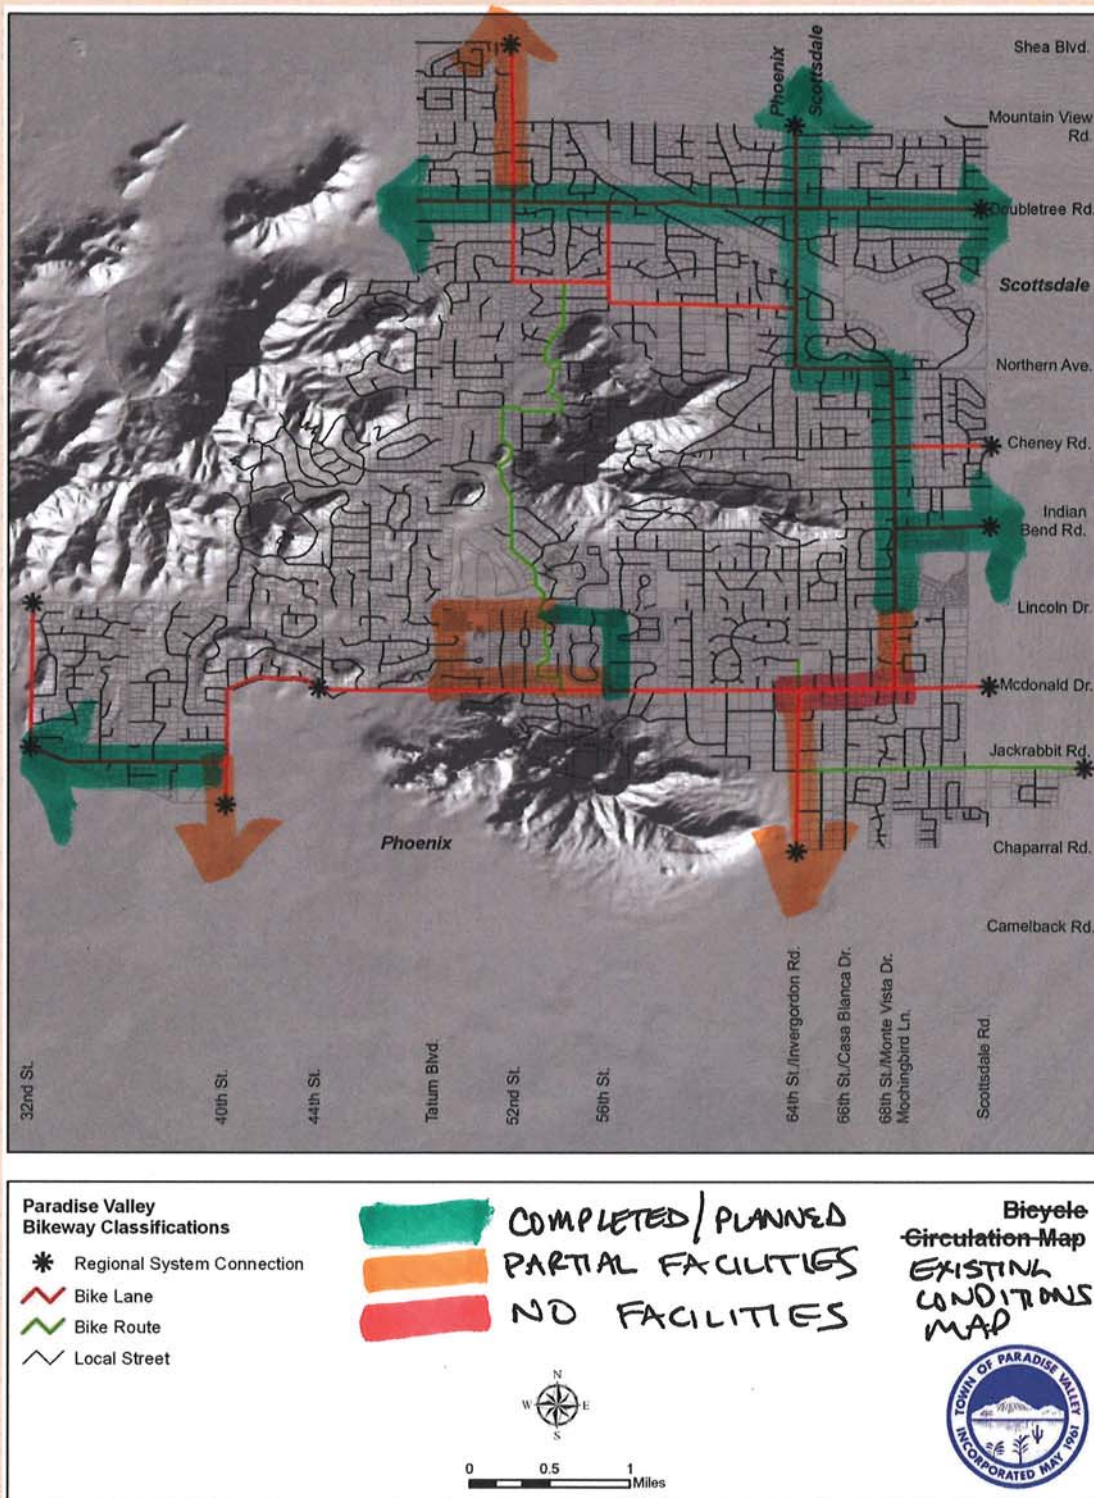 Shea Blvd.
Phoenix
Scottsdale
Mountain View
Rd.
Doubletree Rd.
Scottsdale
Northern Ave.
Cheney Rd.
Indian
Bend Rd.
Lincoln Dr.
Mcdonald Dr.
Jackrabbit Rd.
Phoenix
Chaparral Rd.
Camelback Rd.
32nd St.
40th St.
44th St.
Tatum Blvd.
52nd St.
56th St.
64th St./Invergordon Rd.
66th St./Casa Blanca Dr.
68th St./Monte Vista Dr.
Mochingbird Ln.
Scottsdale Rd.
Paradise Valley
Bikeway Classifications
Regional System Connection
Bike Lane
Bike Route
Local Street
COMPLETED/PLANNED
PARTIAL FACILITIES
NO FACILITIES
Bicycle
Circulation Map
EXISTING
CONDITIONS
MAP
N
W E
S
0 0.5 1
Miles
TOWN OF PARADISE VALLEY
INCORPORATED MAY 1961